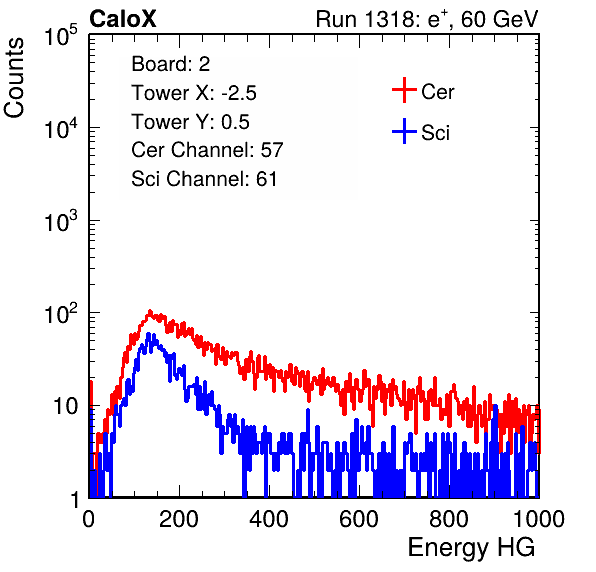 CaloX Run 1318: e⁺, 60 GeV
Counts
10⁵
10⁴
10³
10²
10
1
Board: 2
Tower X: -2.5
Tower Y: 0.5
Cer Channel: 57
Sci Channel: 61
Cer
Sci
0 200 400 600 800 1000
Energy HG